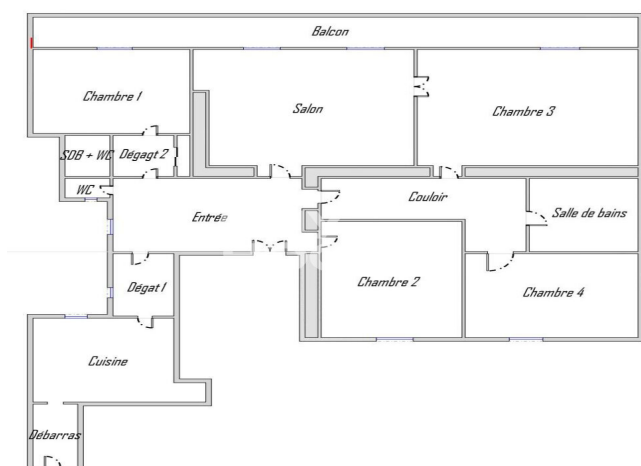 Balcon
Chambre 1
Salon
Chambre 3
SDB + WC
Dégagt 2
WC
Entrée
Couloir
Salle de bains
Dégat 1
Chambre 2
Chambre 4
Cuisine
Débarras